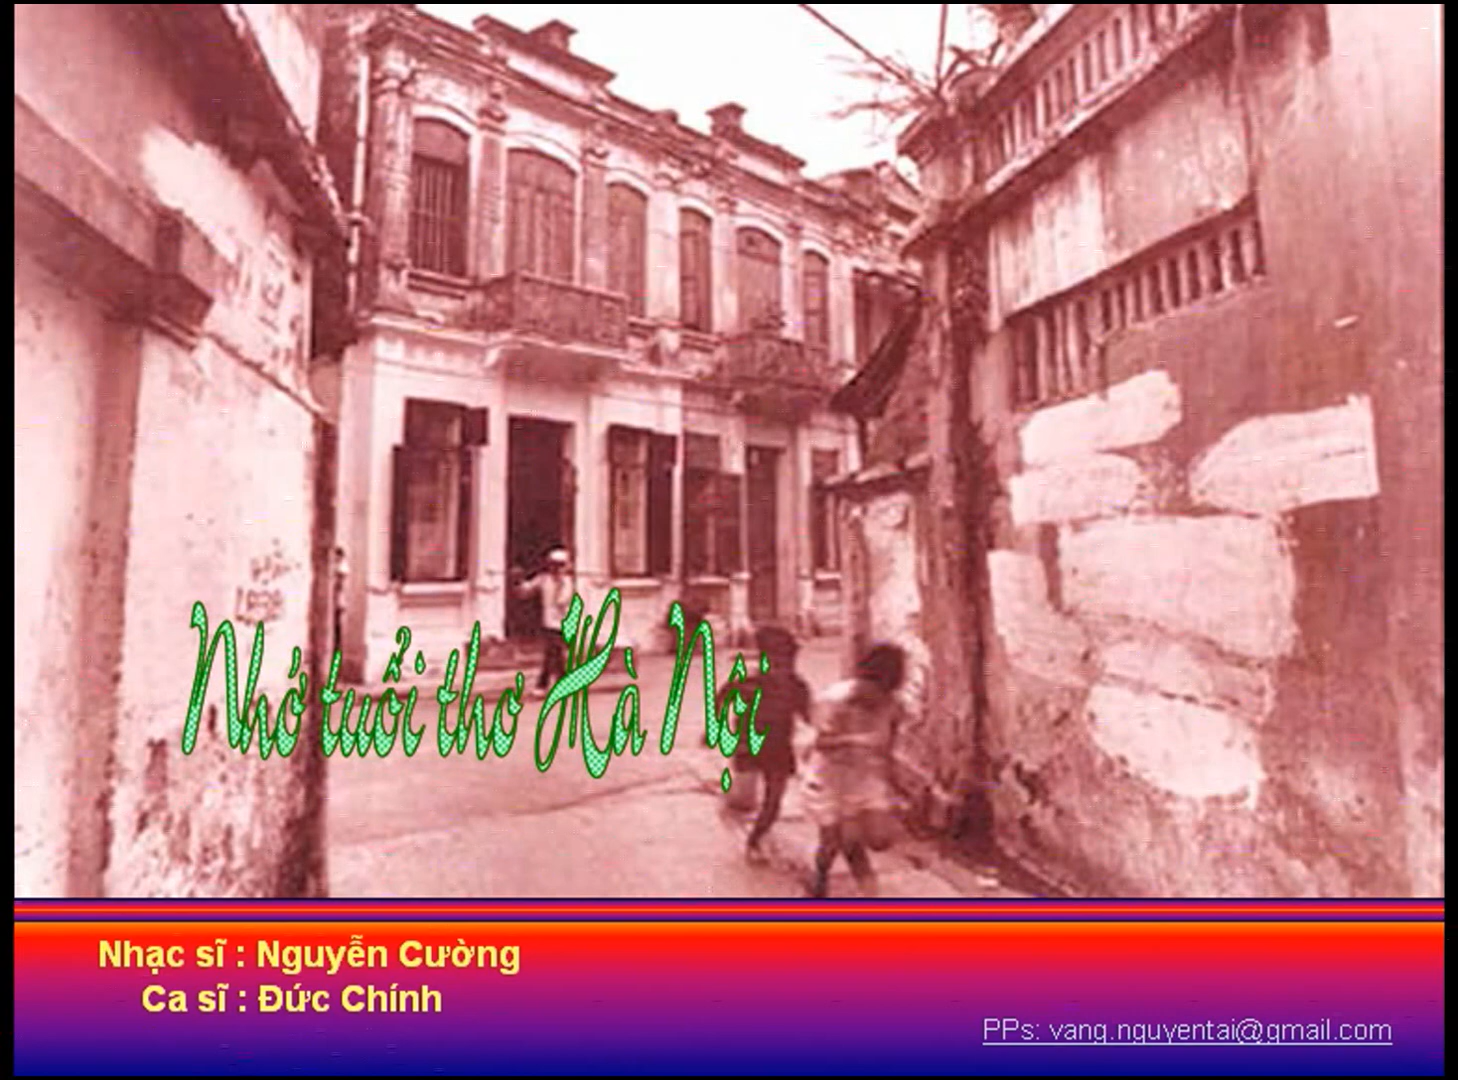 Nhớ tuổi thơ Hà Nội
Nhạc sĩ : Nguyễn Cường
Ca sĩ : Đức Chính
PPs: vang.nguyentai@gmail.com